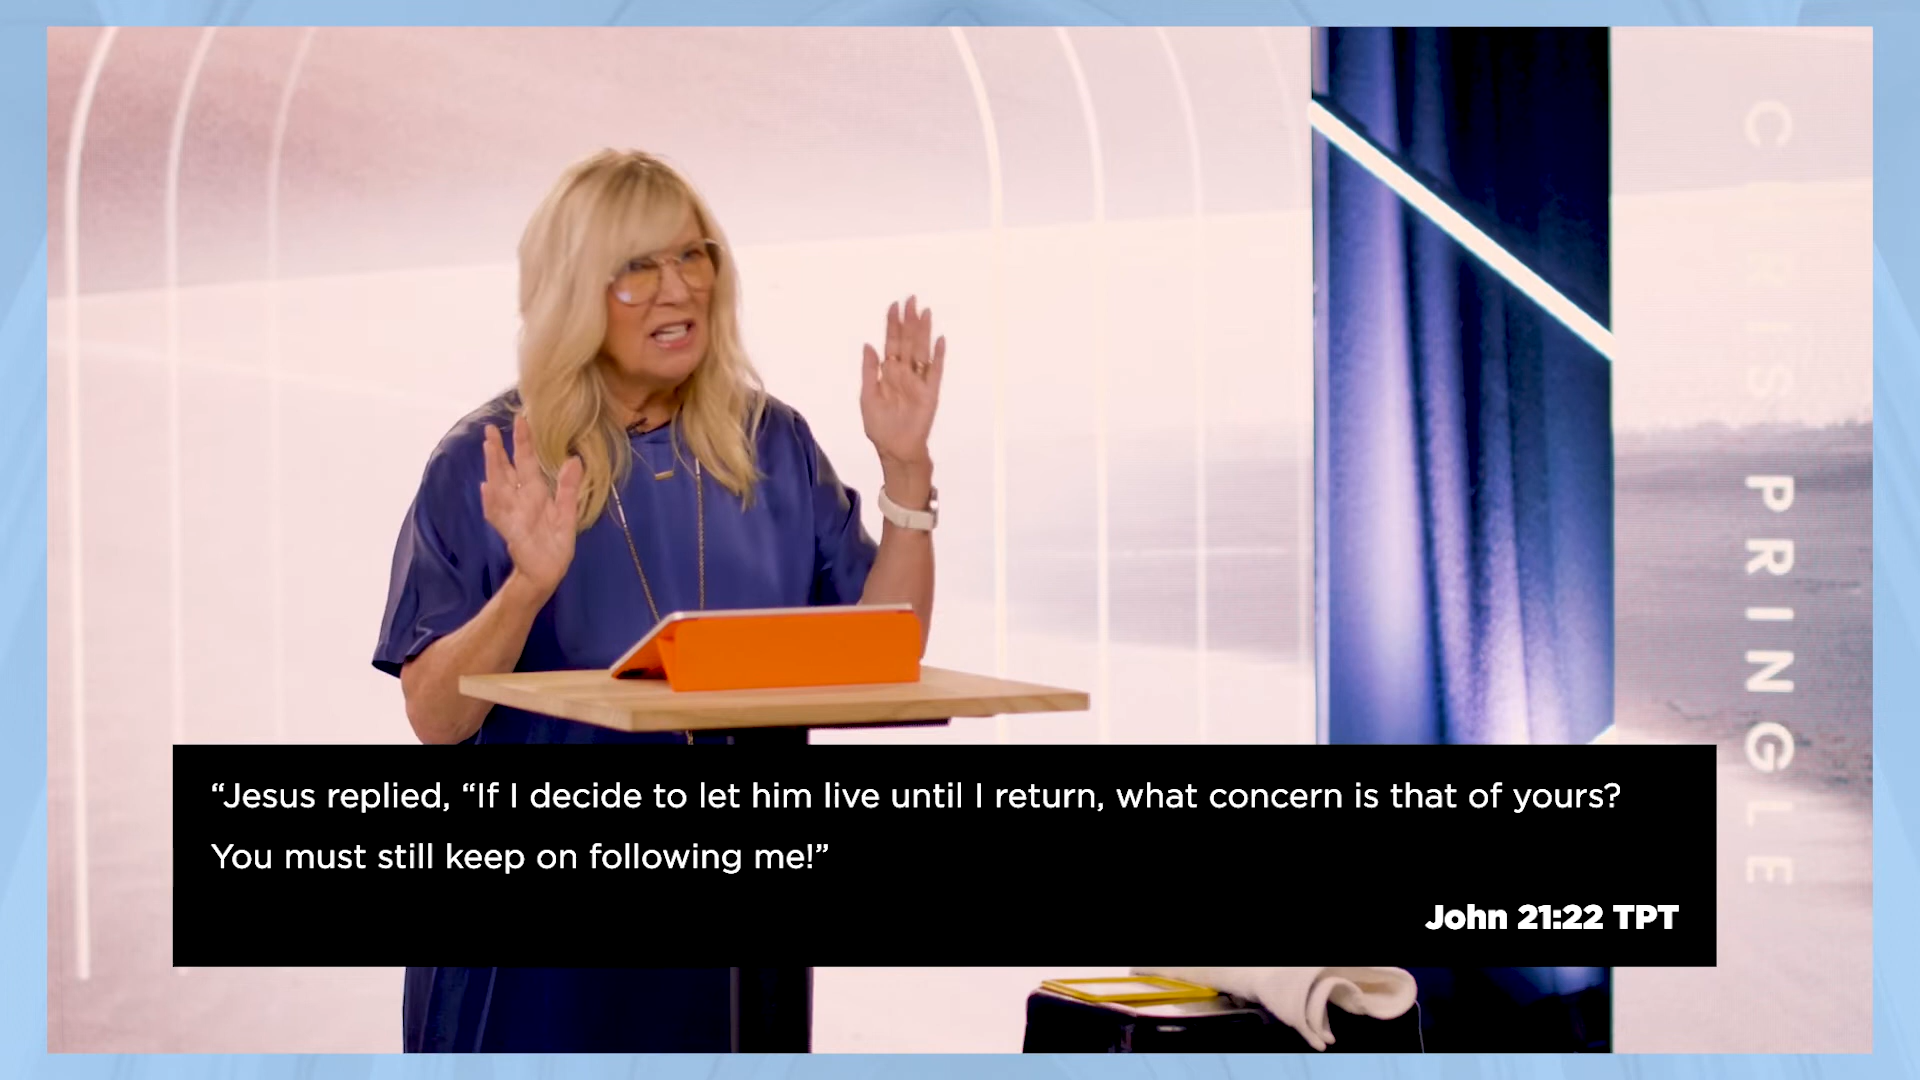 “Jesus replied, “If I decide to let him live until I return, what concern is that of yours?
You must still keep on following me!”
John 21:22 TPT
CHRIS PRINGLE